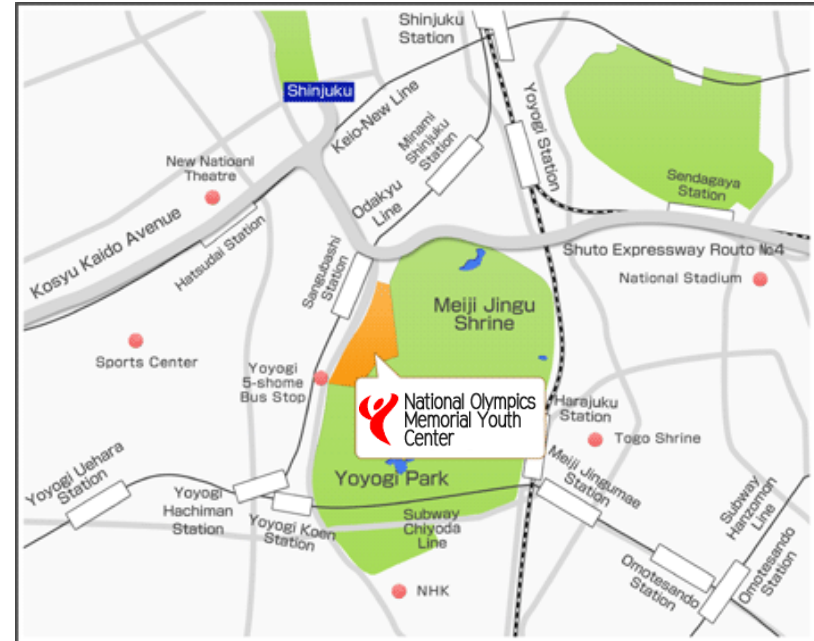 Shinjuku
Station
Shinjuku
Keio-New Line
Minami
Shinjuku
Station
Yoyogi Station
New Natioanl
Theatre
Odakyu
Line
Sendagaya
Station
Kosyu Kaido Avenue
Hatsudai Station
Sangubashi
Station
Shuto Expressway Routo №4
National Stadium
Meiji Jingu
Shrine
Sports Center
Yoyogi
5-shome
Bus Stop
National Olympics
Memorial Youth
Center
Harajuku
Station
Togo Shrine
Yoyogi Uehara
Station
Yoyogi
Hachiman
Station
Yoyogi Koen
Station
Yoyogi Park
Meiji Jingumae
Station
Subway
Chiyoda
Line
Subway
Hanzomon
Line
Omotesando
Station
Omotesando
Station
NHK